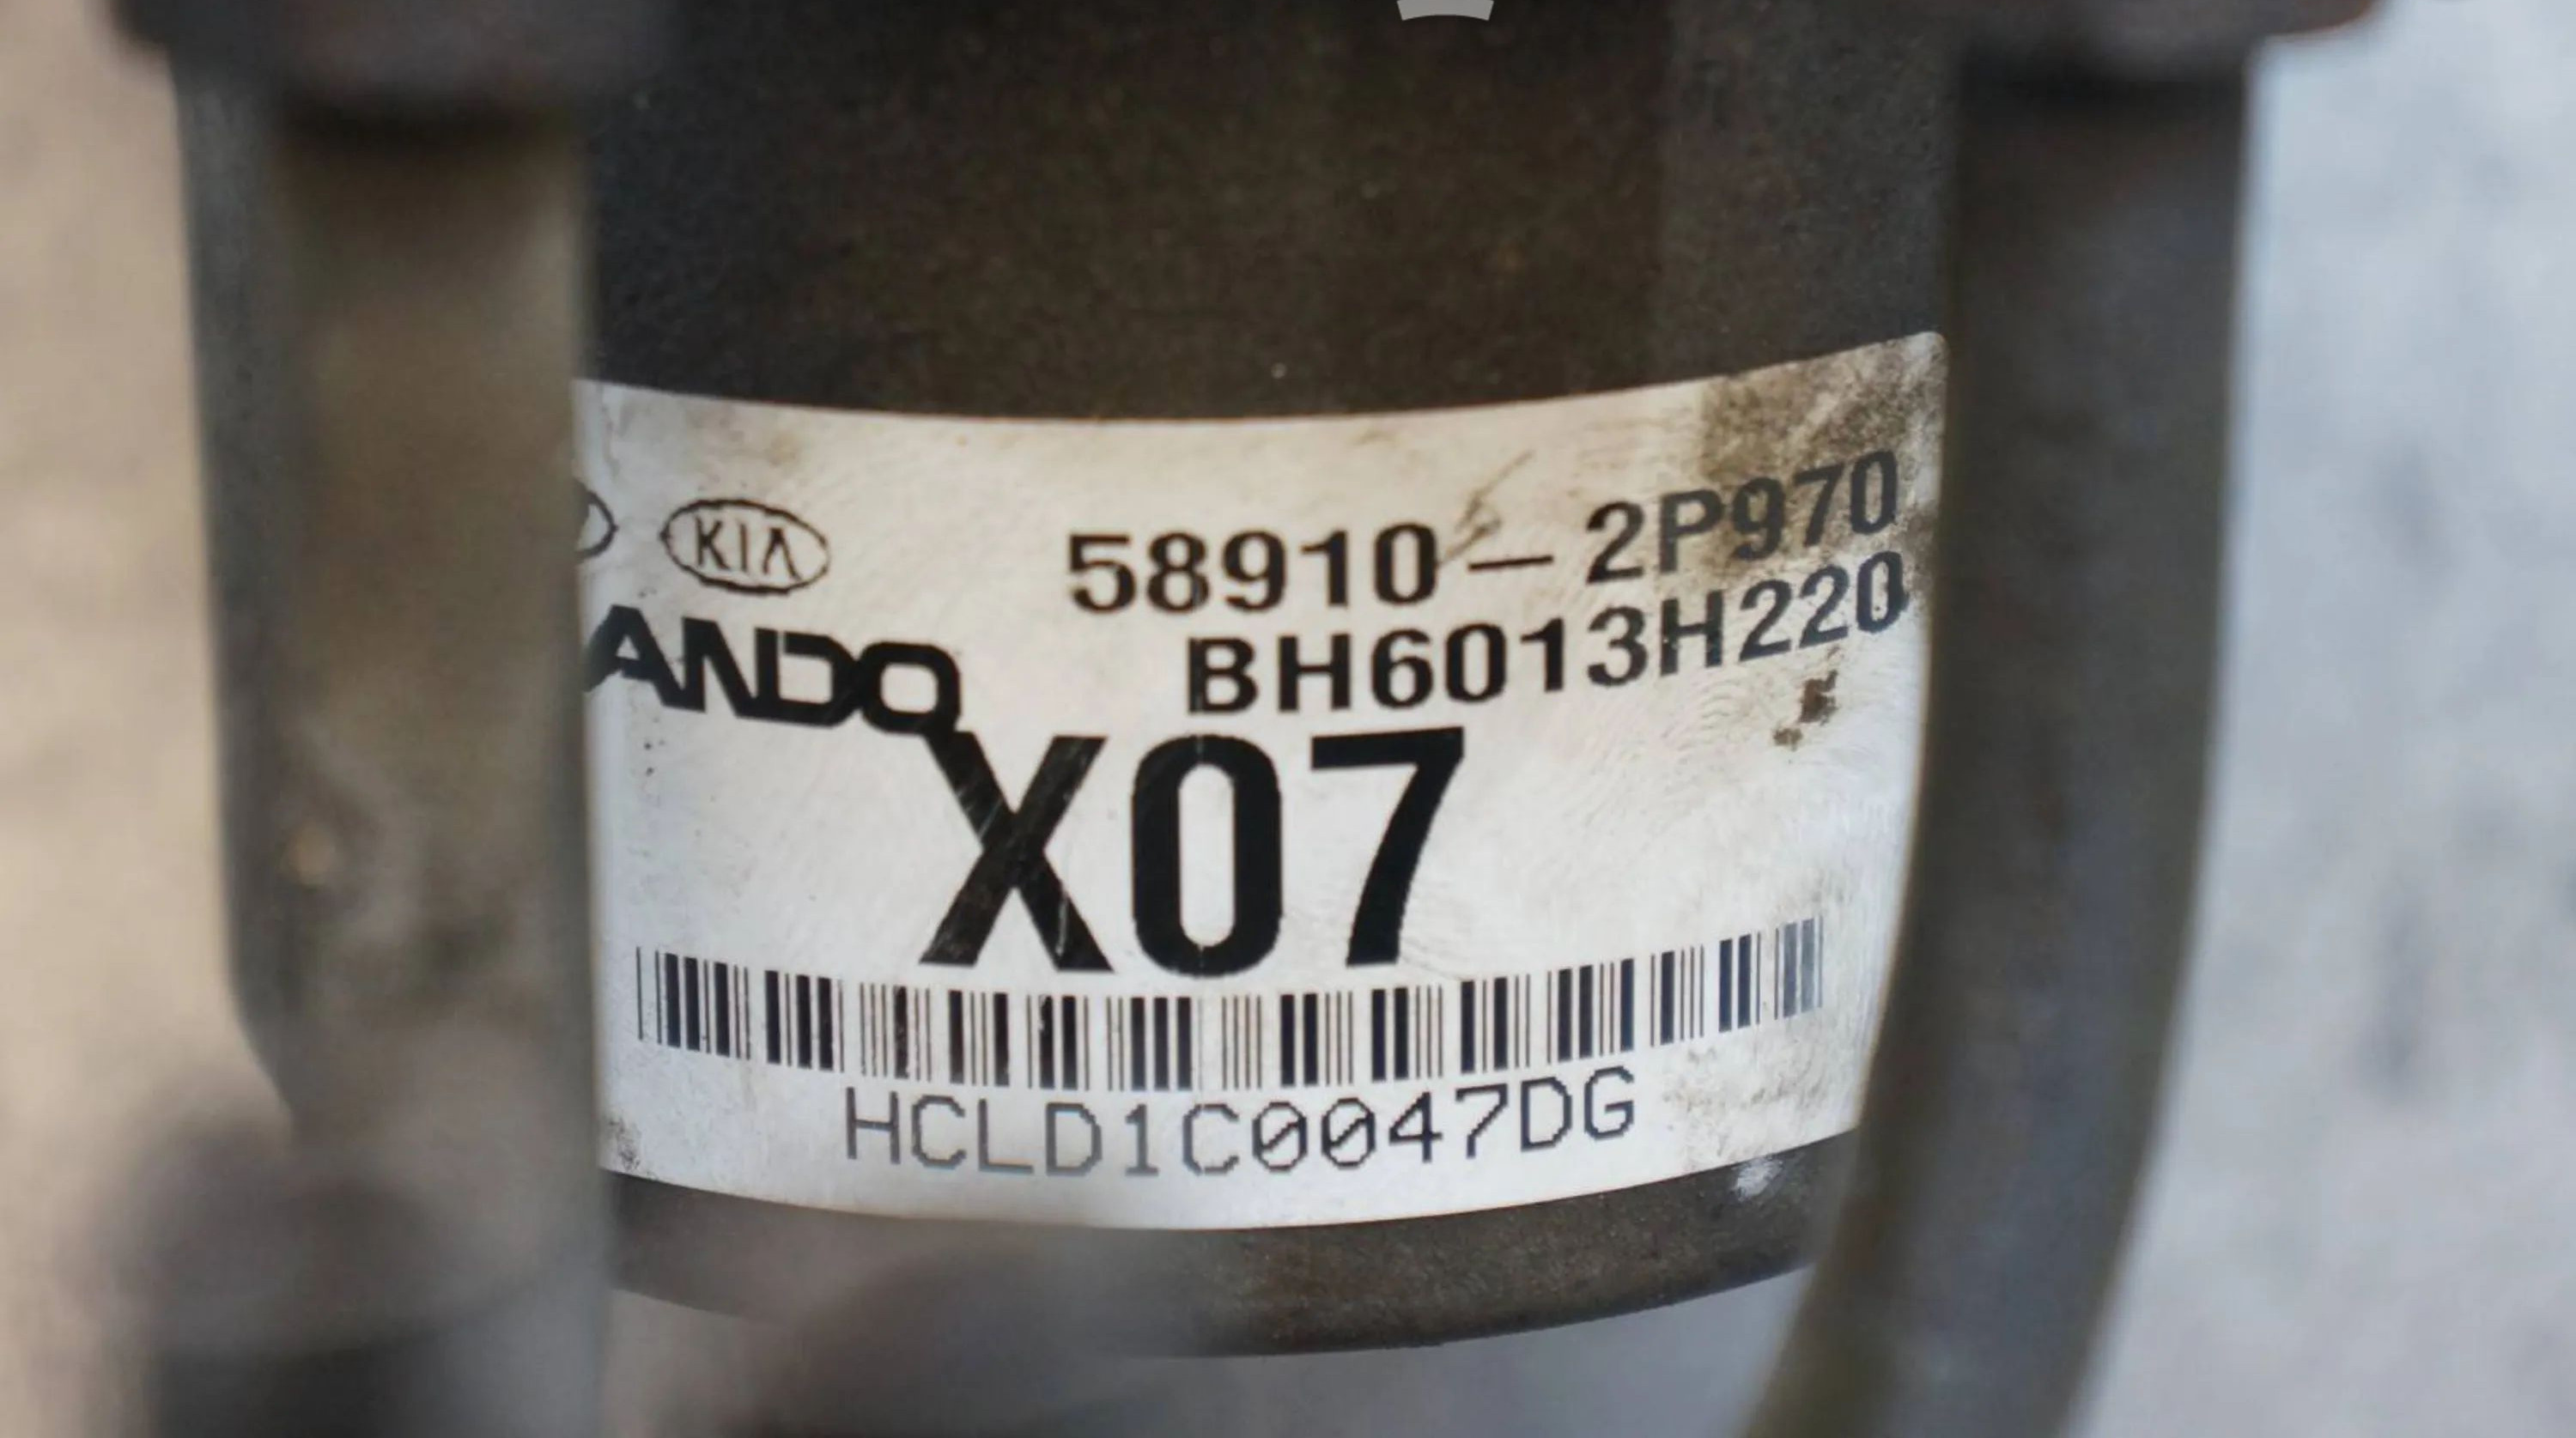 KIA
58910-2P970
ANDO
BH6013H220
X07
HCLD1C0047DG